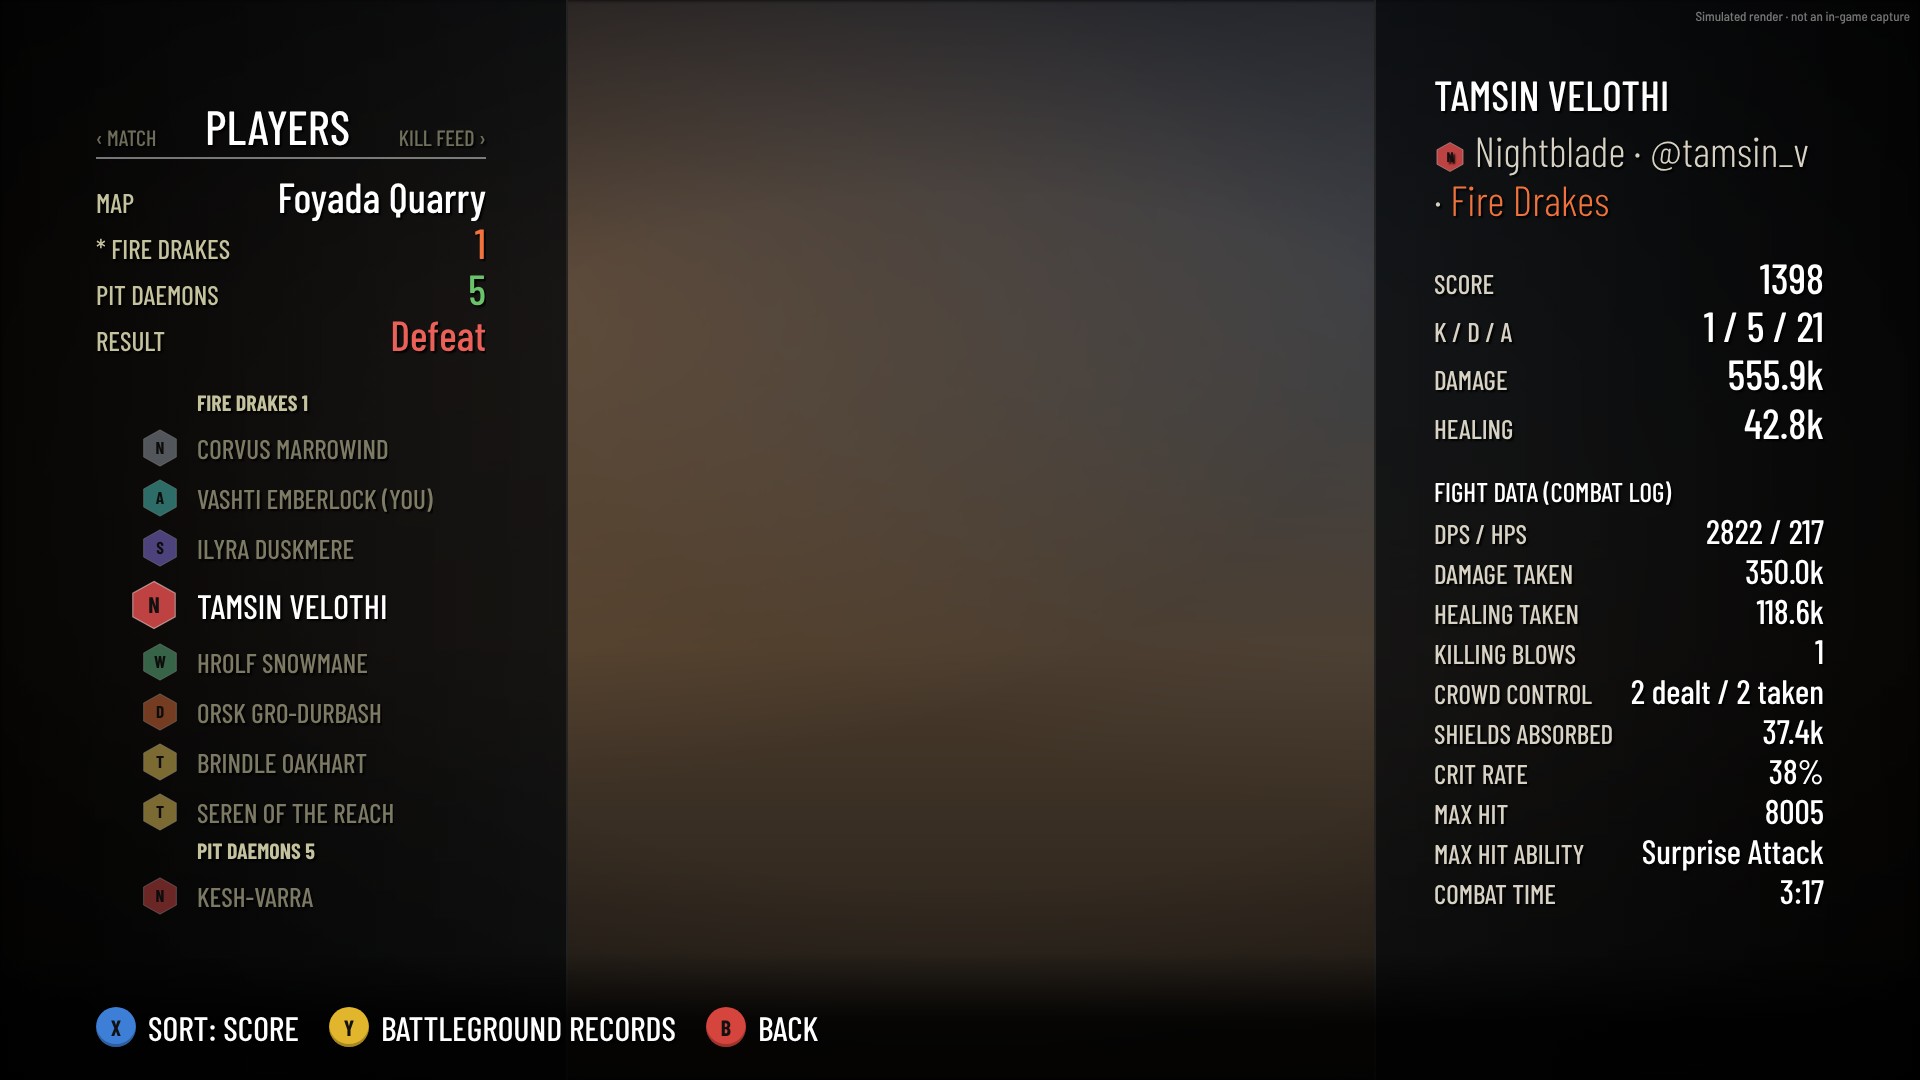 Simulated render · not an in-game capture
‹ MATCH PLAYERS KILL FEED ›
MAP Foyada Quarry
* FIRE DRAKES 1
PIT DAEMONS 5
RESULT Defeat
FIRE DRAKES 1
N CORVUS MARROWIND
A VASHTI EMBERLOCK (YOU)
S ILYRA DUSKMERE
N TAMSIN VELOTHI
W HROLF SNOWMANE
D ORSK GRO-DURBASH
T BRINDLE OAKHART
T SEREN OF THE REACH
PIT DAEMONS 5
N KESH-VARRA
TAMSIN VELOTHI
N Nightblade · @tamsin_v
· Fire Drakes
SCORE 1398
K / D / A 1 / 5 / 21
DAMAGE 555.9k
HEALING 42.8k
FIGHT DATA (COMBAT LOG)
DPS / HPS 2822 / 217
DAMAGE TAKEN 350.0k
HEALING TAKEN 118.6k
KILLING BLOWS 1
CROWD CONTROL 2 dealt / 2 taken
SHIELDS ABSORBED 37.4k
CRIT RATE 38%
MAX HIT 8005
MAX HIT ABILITY Surprise Attack
COMBAT TIME 3:17
X SORT: SCORE Y BATTLEGROUND RECORDS B BACK